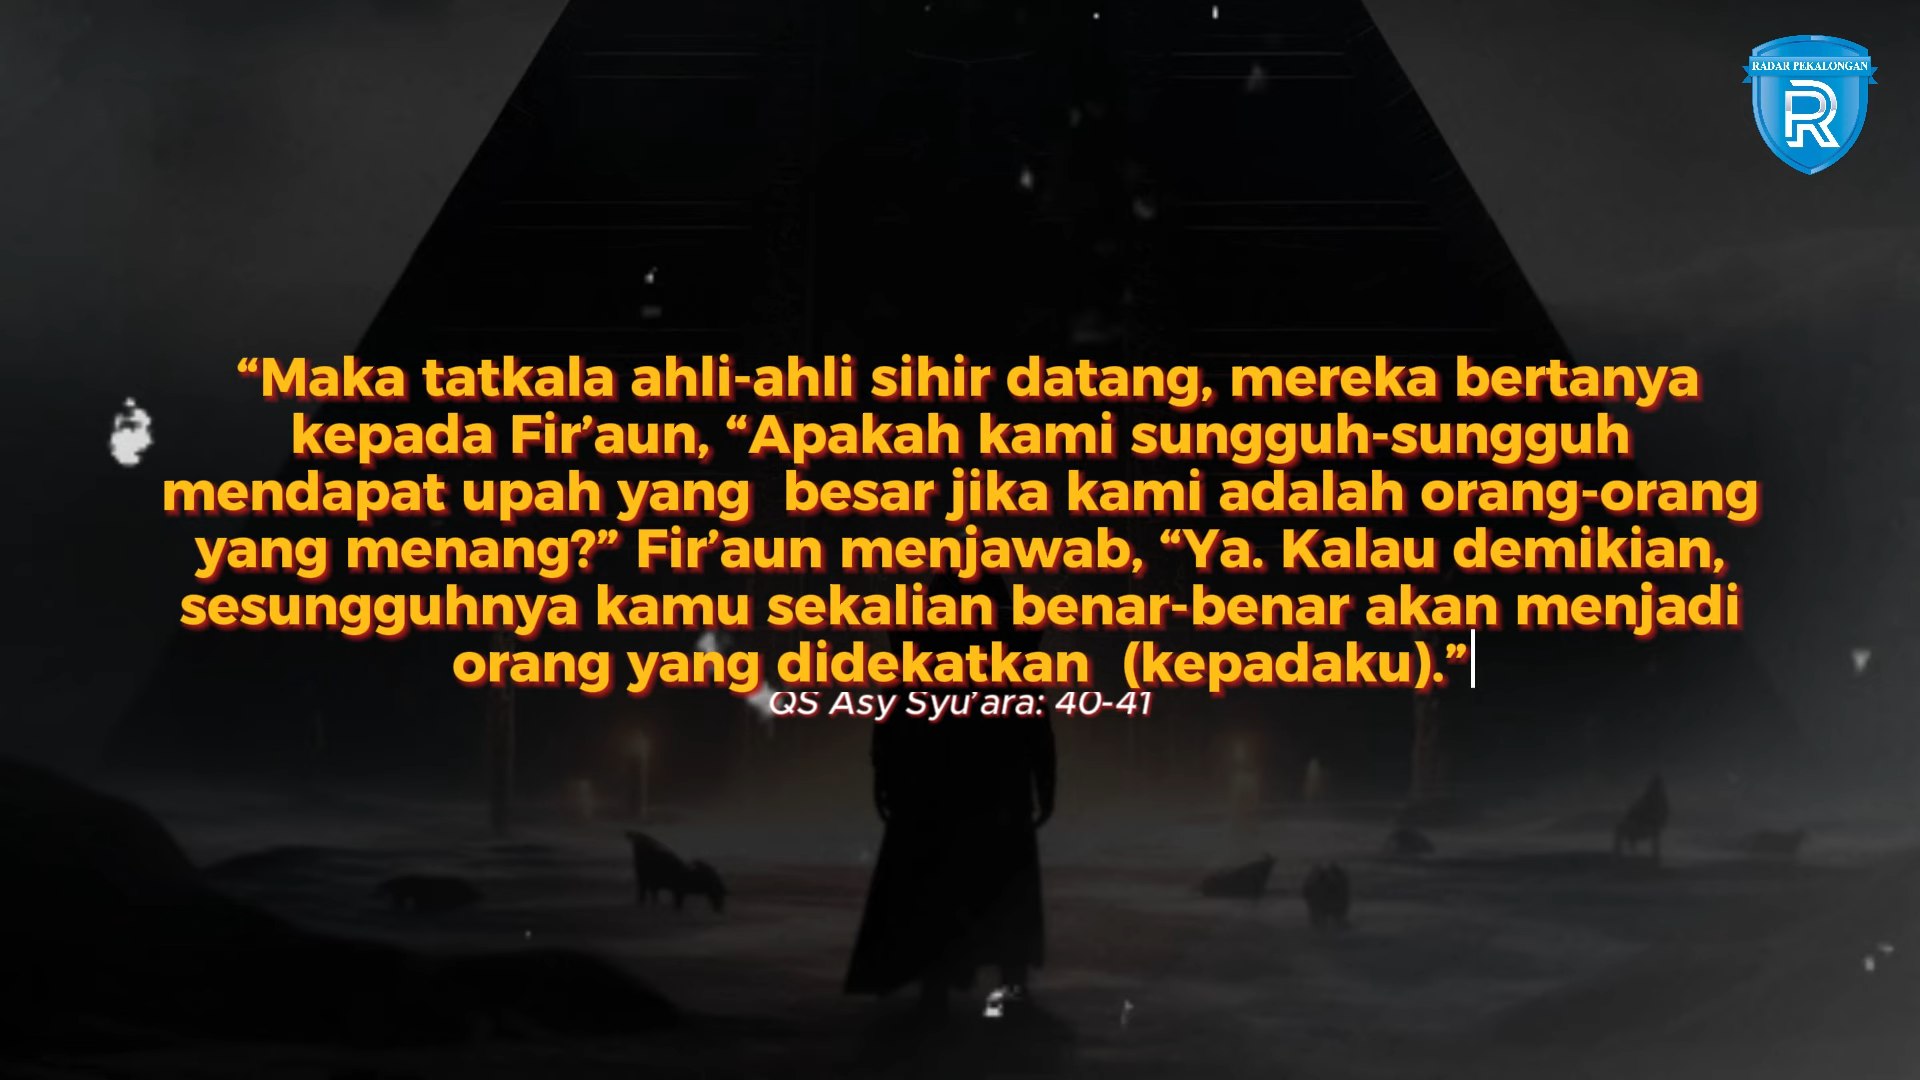 RADAR PEKALONGAN
R
“Maka tatkala ahli-ahli sihir datang, mereka bertanya
kepada Fir’aun, “Apakah kami sungguh-sungguh
mendapat upah yang besar jika kami adalah orang-orang
yang menang?” Fir’aun menjawab, “Ya. Kalau demikian,
sesungguhnya kamu sekalian benar-benar akan menjadi
orang yang didekatkan (kepadaku).”
QS Asy Syu’ara: 40-41